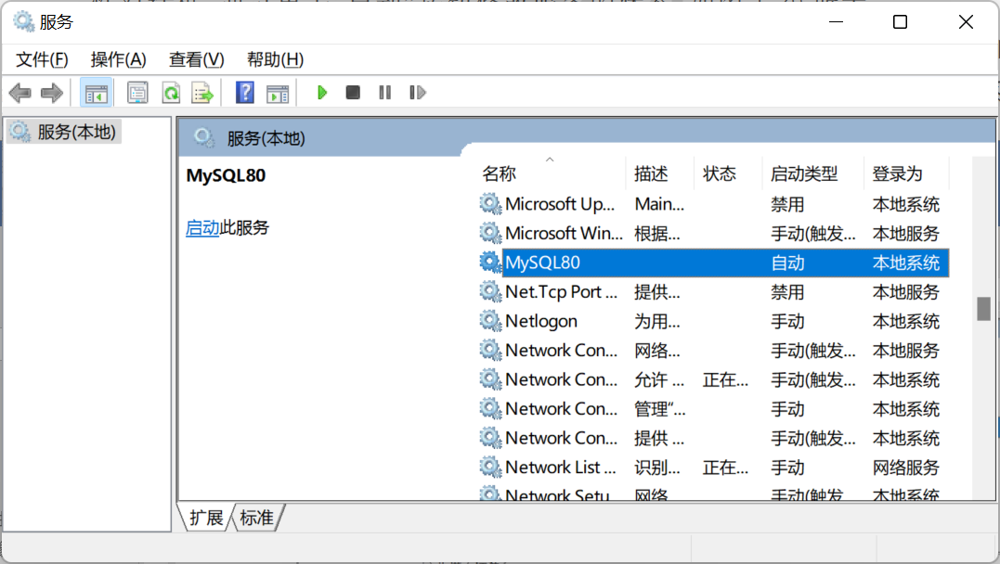 服务
文件(F) 操作(A) 查看(V) 帮助(H)
服务(本地)
服务(本地)
MySQL80
启动此服务
名称 描述 状态 启动类型 登录为
Microsoft Up... Main... 禁用 本地系统
Microsoft Win... 根据... 手动(触发... 本地服务
MySQL80 自动 本地系统
Net.Tcp Port ... 提供... 禁用 本地服务
Netlogon 为用... 手动 本地系统
Network Con... 网络... 手动(触发... 本地服务
Network Con... 允许 ... 正在... 手动(触发... 本地系统
Network Con... 管理“... 手动 本地系统
Network Con... 提供 ... 手动(触发... 本地系统
Network List ... 识别... 正在... 手动 网络服务
Network Setu 网络 手动(触发 本地系统
扩展 标准